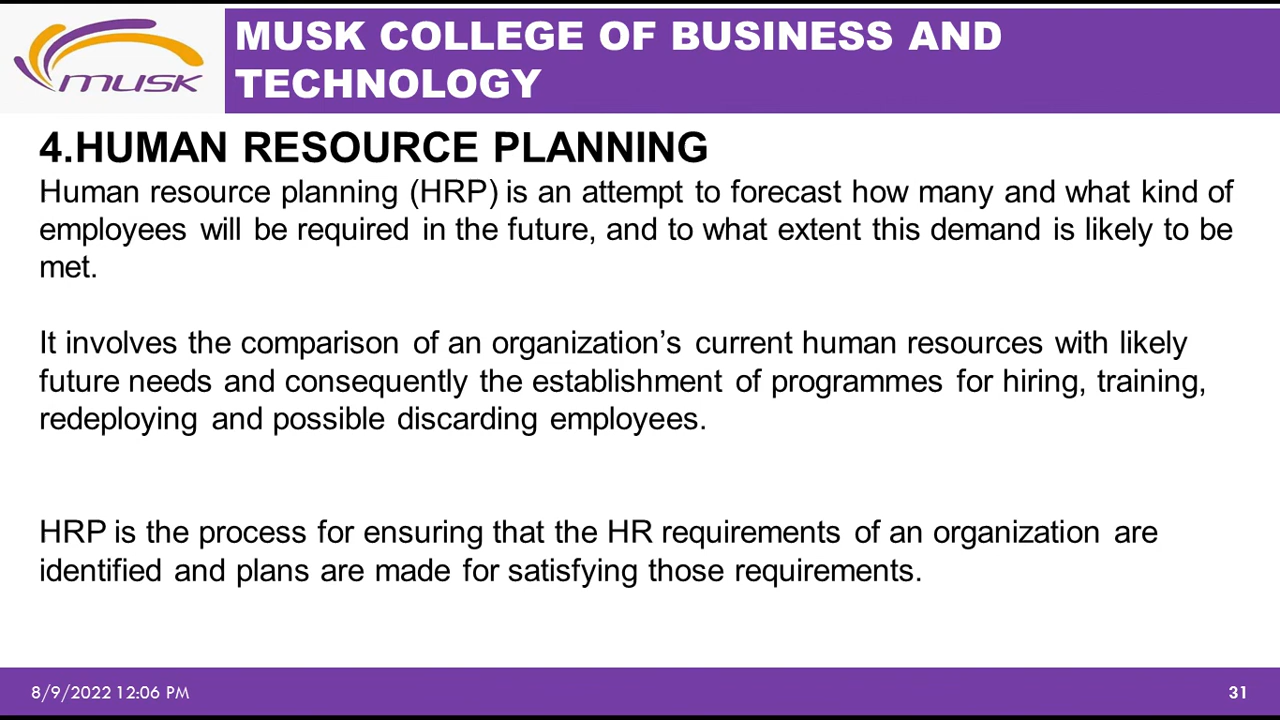 musk
MUSK COLLEGE OF BUSINESS AND
TECHNOLOGY
4.HUMAN RESOURCE PLANNING
Human resource planning (HRP) is an attempt to forecast how many and what kind of
employees will be required in the future, and to what extent this demand is likely to be
met.
It involves the comparison of an organization’s current human resources with likely
future needs and consequently the establishment of programmes for hiring, training,
redeploying and possible discarding employees.
HRP is the process for ensuring that the HR requirements of an organization are
identified and plans are made for satisfying those requirements.
8/9/2022 12:06 PM
31